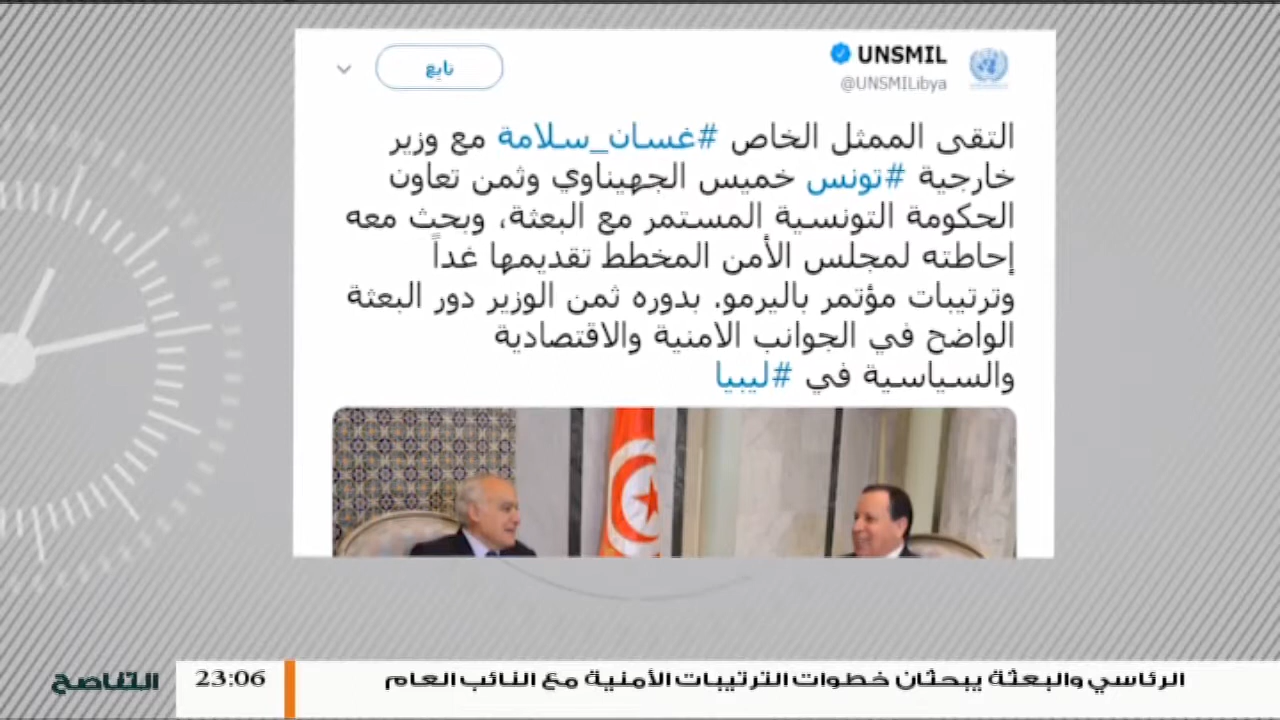 UNSMIL
@UNSMILibya
تابع
التقى الممثل الخاص #غسان_سلامة مع وزير
خارجية #تونس خميس الجهيناوي وثمن تعاون
الحكومة التونسية المستمر مع البعثة، وبحث معه
إحاطته لمجلس الأمن المخطط تقديمها غداً
وترتيبات مؤتمر باليرمو. بدوره ثمن الوزير دور البعثة
الواضح في الجوانب الامنية والاقتصادية
والسياسية في #ليبيا
الرئاسي والبعثة يبحثان خطوات الترتيبات الأمنية مع النائب العام
23:06
التناصح